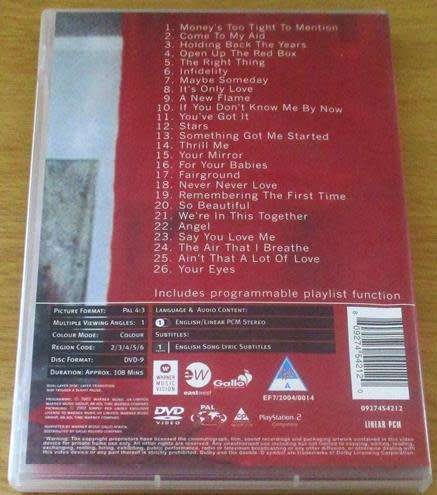 1. Money's Too Tight To Mention
2. Come To My Aid
3. Holding Back The Years
4. Open Up The Red Box
5. The Right Thing
6. Infidelity
7. Maybe Someday
8. It's Only Love
9. A New Flame
10. If You Don't Know Me By Now
11. You've Got It
12. Stars
13. Something Got Me Started
14. Thrill Me
15. Your Mirror
16. For Your Babies
17. Fairground
18. Never Never Love
19. Remembering The First Time
20. So Beautiful
21. We're In This Together
22. Angel
23. Say You Love Me
24. The Air That I Breathe
25. Ain't That A Lot Of Love
26. Your Eyes
Includes programmable playlist function
Picture Format: PAL 4:3
Multiple Viewing Angles: 1
Colour Mode: Colour
Region Code: 2/3/4/5/6
Disc Format: DVD-9
Duration: Approx. 108 Mins
Language & Audio Content:
1 English/Linear PCM Stereo
Subtitles:
1 English Song Lyric Subtitles
WARNER MUSIC VISION
ew eastwest
Gallo
A
EF7/2004/0014
DVD VIDEO
PAL
PlayStation 2
0927454212
LINEAR PCM